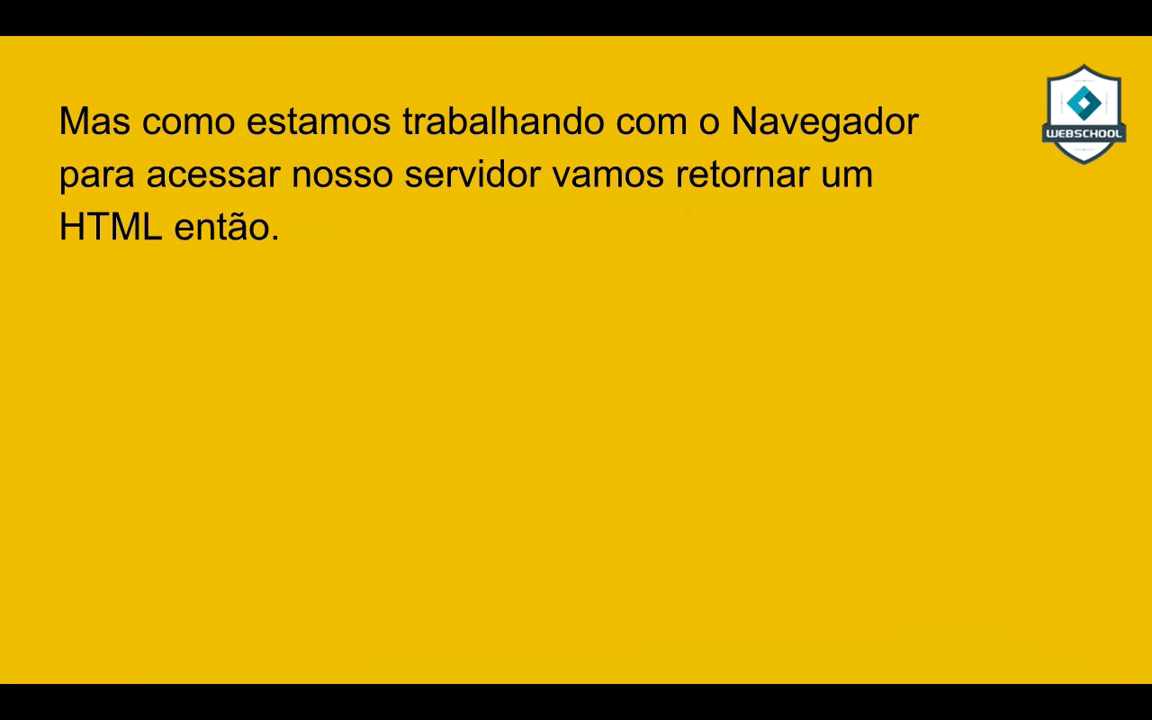 Mas como estamos trabalhando com o Navegador
para acessar nosso servidor vamos retornar um
HTML então.
WEBSCHOOL